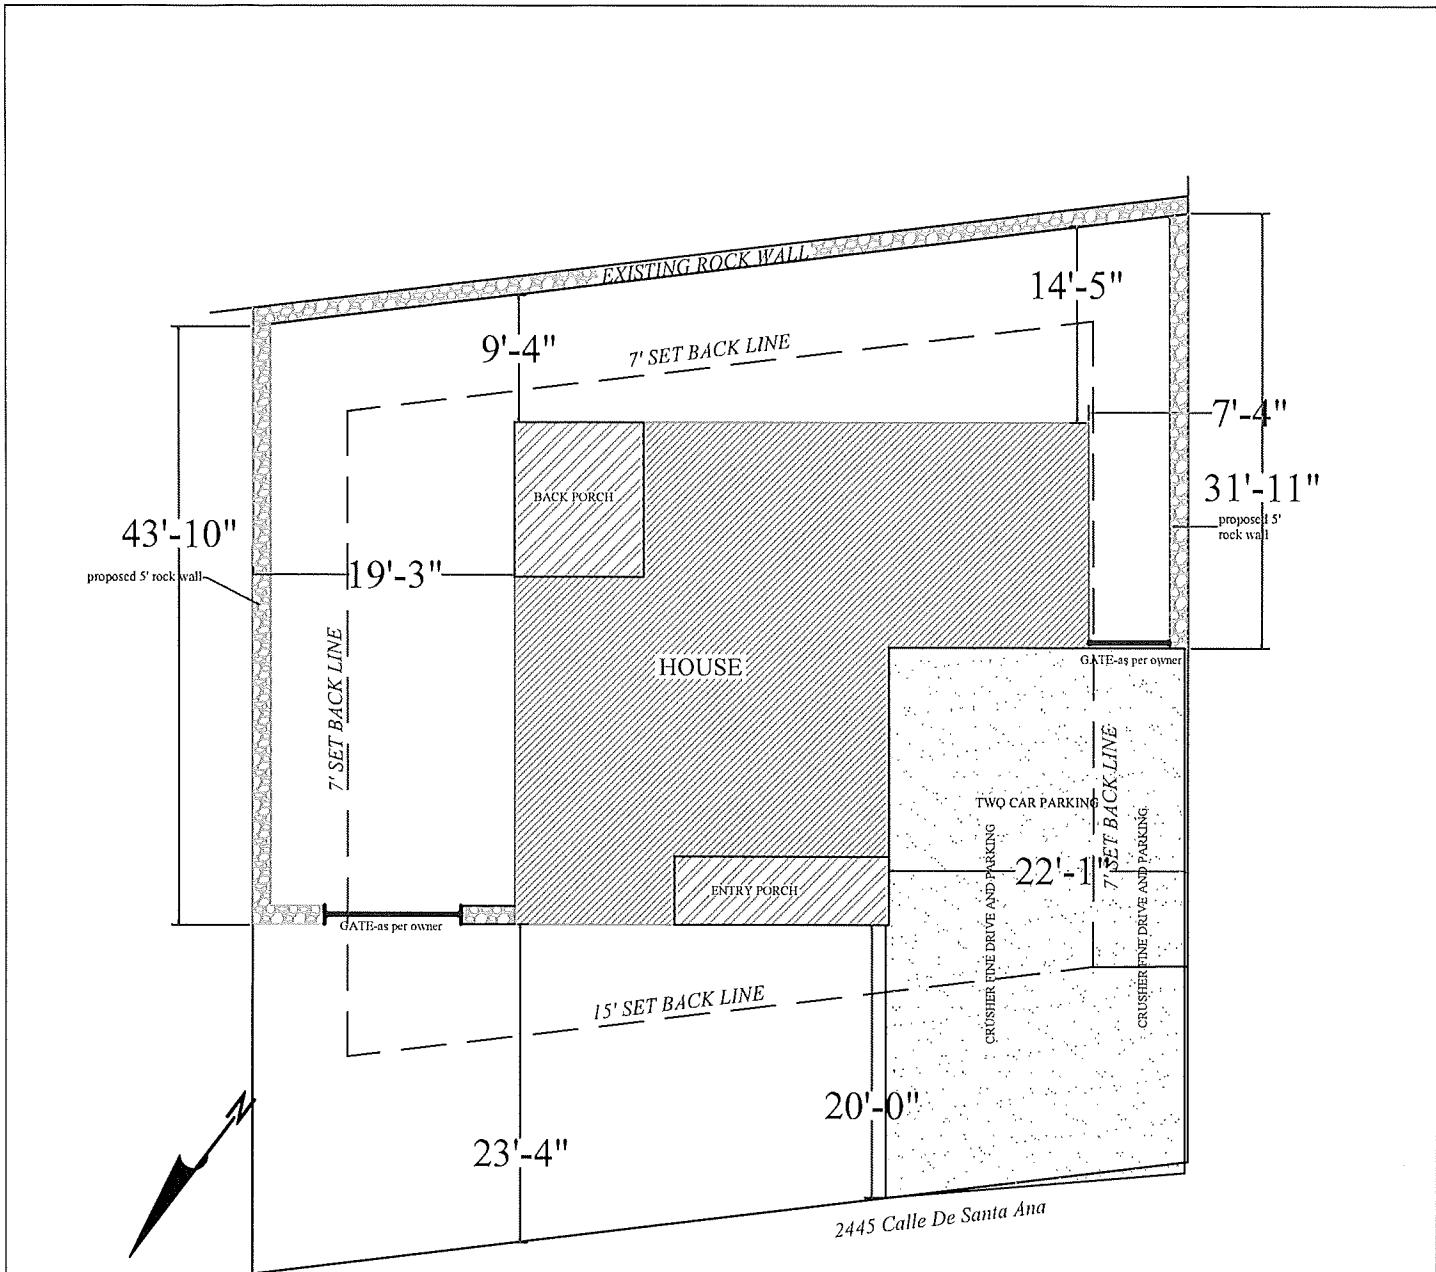 EXISTING ROCK WALL
14'-5"
9'-4"
7' SET BACK LINE
7'-4"
31'-11"
proposed 5'
rock wall
BACK PORCH
43'-10"
proposed 5' rock wall
19'-3"
7' SET BACK LINE
HOUSE
GATE-as per owner
7' SET BACK LINE
TWO CAR PARKING
22'-1"
CRUSHER FINE DRIVE AND PARKING
CRUSHER FINE DRIVE AND PARKING
ENTRY PORCH
GATE-as per owner
15' SET BACK LINE
N
20'-0"
23'-4"
2445 Calle De Santa Ana